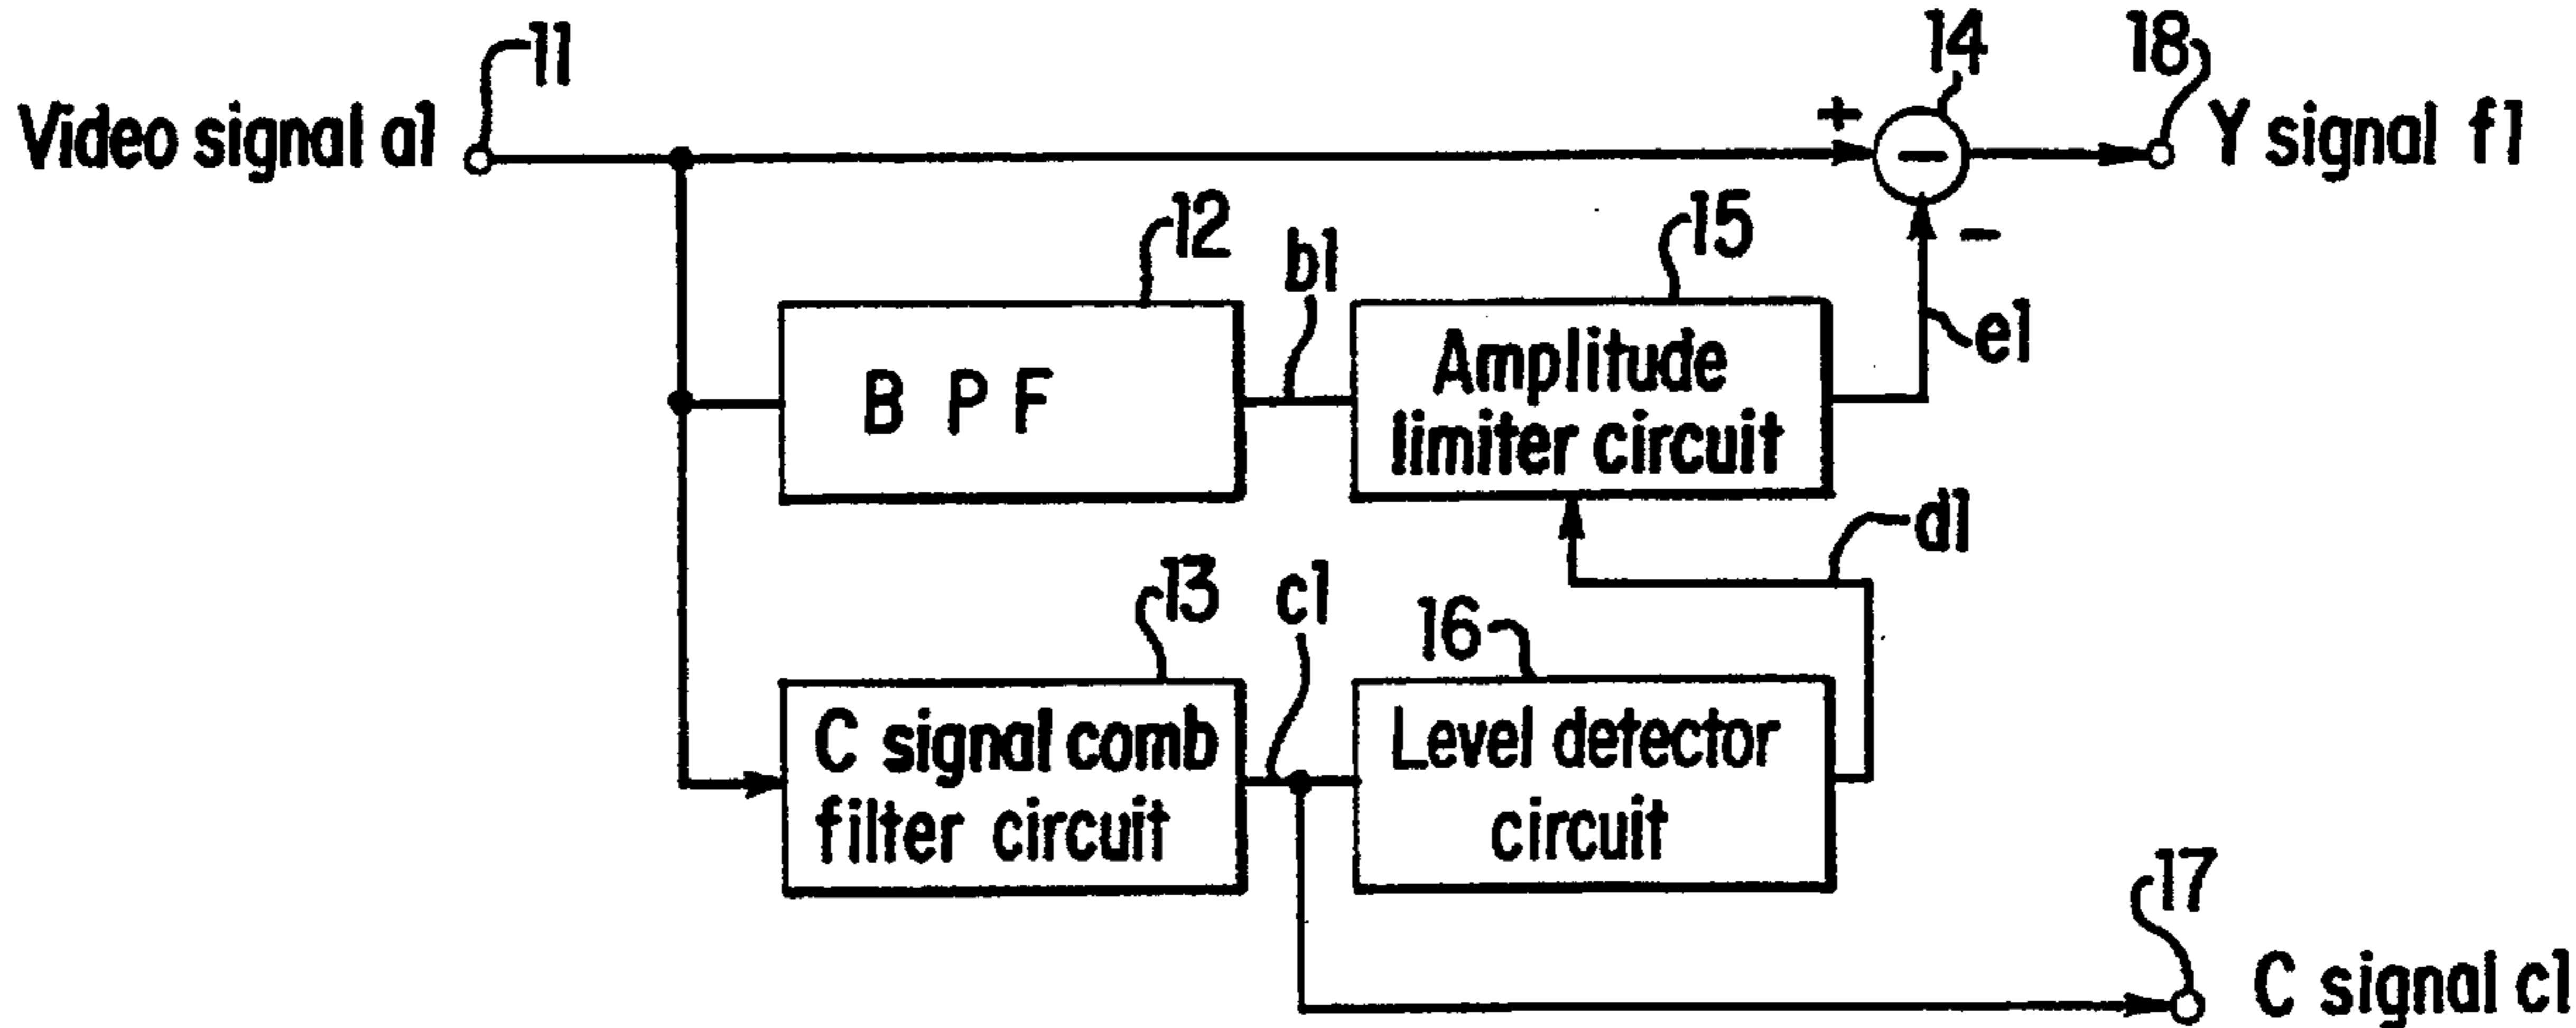 11
14
18
Video signal a1
+
−
Y signal f1
12
b1
15
−
e1
B P F
Amplitude
limiter circuit
d1
13
c1
16
C signal comb
filter circuit
Level detector
circuit
17
C signal c1